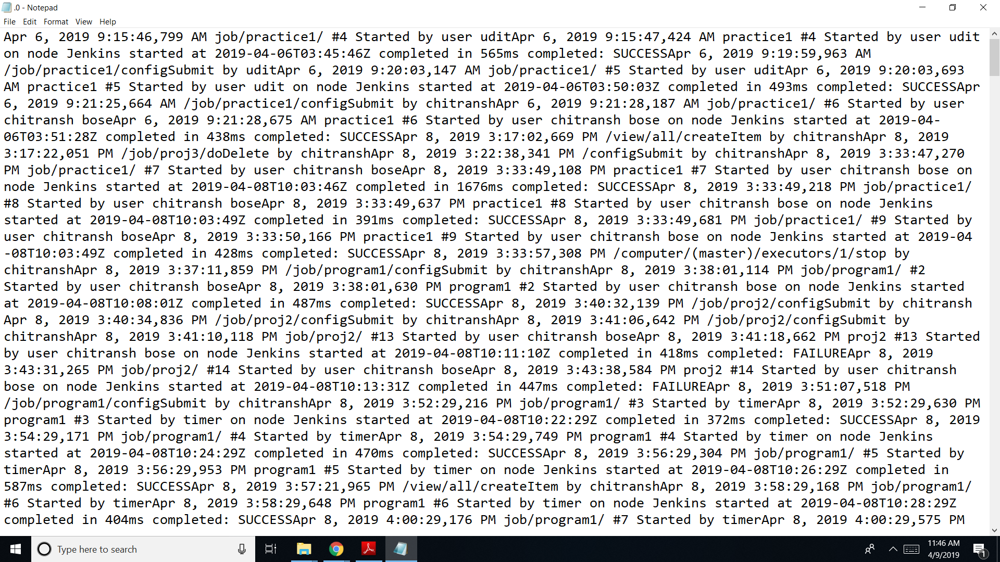 .0 - Notepad
File Edit Format View Help
Apr 6, 2019 9:15:46,799 AM job/practice1/ #4 Started by user uditApr 6, 2019 9:15:47,424 AM practice1 #4 Started by user udit
on node Jenkins started at 2019-04-06T03:45:46Z completed in 565ms completed: SUCCESSApr 6, 2019 9:19:59,963 AM
/job/practice1/configSubmit by uditApr 6, 2019 9:20:03,147 AM job/practice1/ #5 Started by user uditApr 6, 2019 9:20:03,693
AM practice1 #5 Started by user udit on node Jenkins started at 2019-04-06T03:50:03Z completed in 493ms completed: SUCCESSApr
6, 2019 9:21:25,664 AM /job/practice1/configSubmit by chitranshApr 6, 2019 9:21:28,187 AM job/practice1/ #6 Started by user
chitransh boseApr 6, 2019 9:21:28,675 AM practice1 #6 Started by user chitransh bose on node Jenkins started at 2019-04-
06T03:51:28Z completed in 438ms completed: SUCCESSApr 8, 2019 3:17:02,669 PM /view/all/createItem by chitranshApr 8, 2019
3:17:22,051 PM /job/proj3/doDelete by chitranshApr 8, 2019 3:22:38,341 PM /configSubmit by chitranshApr 8, 2019 3:33:47,270
PM job/practice1/ #7 Started by user chitransh boseApr 8, 2019 3:33:49,108 PM practice1 #7 Started by user chitransh bose on
node Jenkins started at 2019-04-08T10:03:46Z completed in 1676ms completed: SUCCESSApr 8, 2019 3:33:49,218 PM job/practice1/
#8 Started by user chitransh boseApr 8, 2019 3:33:49,637 PM practice1 #8 Started by user chitransh bose on node Jenkins
started at 2019-04-08T10:03:49Z completed in 391ms completed: SUCCESSApr 8, 2019 3:33:49,681 PM job/practice1/ #9 Started by
user chitransh boseApr 8, 2019 3:33:50,166 PM practice1 #9 Started by user chitransh bose on node Jenkins started at 2019-04
-08T10:03:49Z completed in 428ms completed: SUCCESSApr 8, 2019 3:33:57,308 PM /computer/(master)/executors/1/stop by
chitranshApr 8, 2019 3:37:11,859 PM /job/program1/configSubmit by chitranshApr 8, 2019 3:38:01,114 PM job/program1/ #2
Started by user chitransh boseApr 8, 2019 3:38:01,630 PM program1 #2 Started by user chitransh bose on node Jenkins started
at 2019-04-08T10:08:01Z completed in 487ms completed: SUCCESSApr 8, 2019 3:40:32,139 PM /job/proj2/configSubmit by chitransh
Apr 8, 2019 3:40:34,836 PM /job/proj2/configSubmit by chitranshApr 8, 2019 3:41:06,642 PM /job/proj2/configSubmit by
chitranshApr 8, 2019 3:41:10,118 PM job/proj2/ #13 Started by user chitransh boseApr 8, 2019 3:41:18,662 PM proj2 #13 Started
by user chitransh bose on node Jenkins started at 2019-04-08T10:11:10Z completed in 418ms completed: FAILUREApr 8, 2019
3:43:31,265 PM job/proj2/ #14 Started by user chitransh boseApr 8, 2019 3:43:38,584 PM proj2 #14 Started by user chitransh
bose on node Jenkins started at 2019-04-08T10:13:31Z completed in 447ms completed: FAILUREApr 8, 2019 3:51:07,518 PM
/job/program1/configSubmit by chitranshApr 8, 2019 3:52:29,216 PM job/program1/ #3 Started by timerApr 8, 2019 3:52:29,630 PM
program1 #3 Started by timer on node Jenkins started at 2019-04-08T10:22:29Z completed in 372ms completed: SUCCESSApr 8, 2019
3:54:29,171 PM job/program1/ #4 Started by timerApr 8, 2019 3:54:29,749 PM program1 #4 Started by timer on node Jenkins
started at 2019-04-08T10:24:29Z completed in 470ms completed: SUCCESSApr 8, 2019 3:56:29,304 PM job/program1/ #5 Started by
timerApr 8, 2019 3:56:29,953 PM program1 #5 Started by timer on node Jenkins started at 2019-04-08T10:26:29Z completed in
587ms completed: SUCCESSApr 8, 2019 3:57:21,965 PM /view/all/createItem by chitranshApr 8, 2019 3:58:29,168 PM job/program1/
#6 Started by timerApr 8, 2019 3:58:29,648 PM program1 #6 Started by timer on node Jenkins started at 2019-04-08T10:28:29Z
completed in 404ms completed: SUCCESSApr 8, 2019 4:00:29,176 PM job/program1/ #7 Started by timerApr 8, 2019 4:00:29,575 PM
Type here to search
11:46 AM
4/9/2019
1